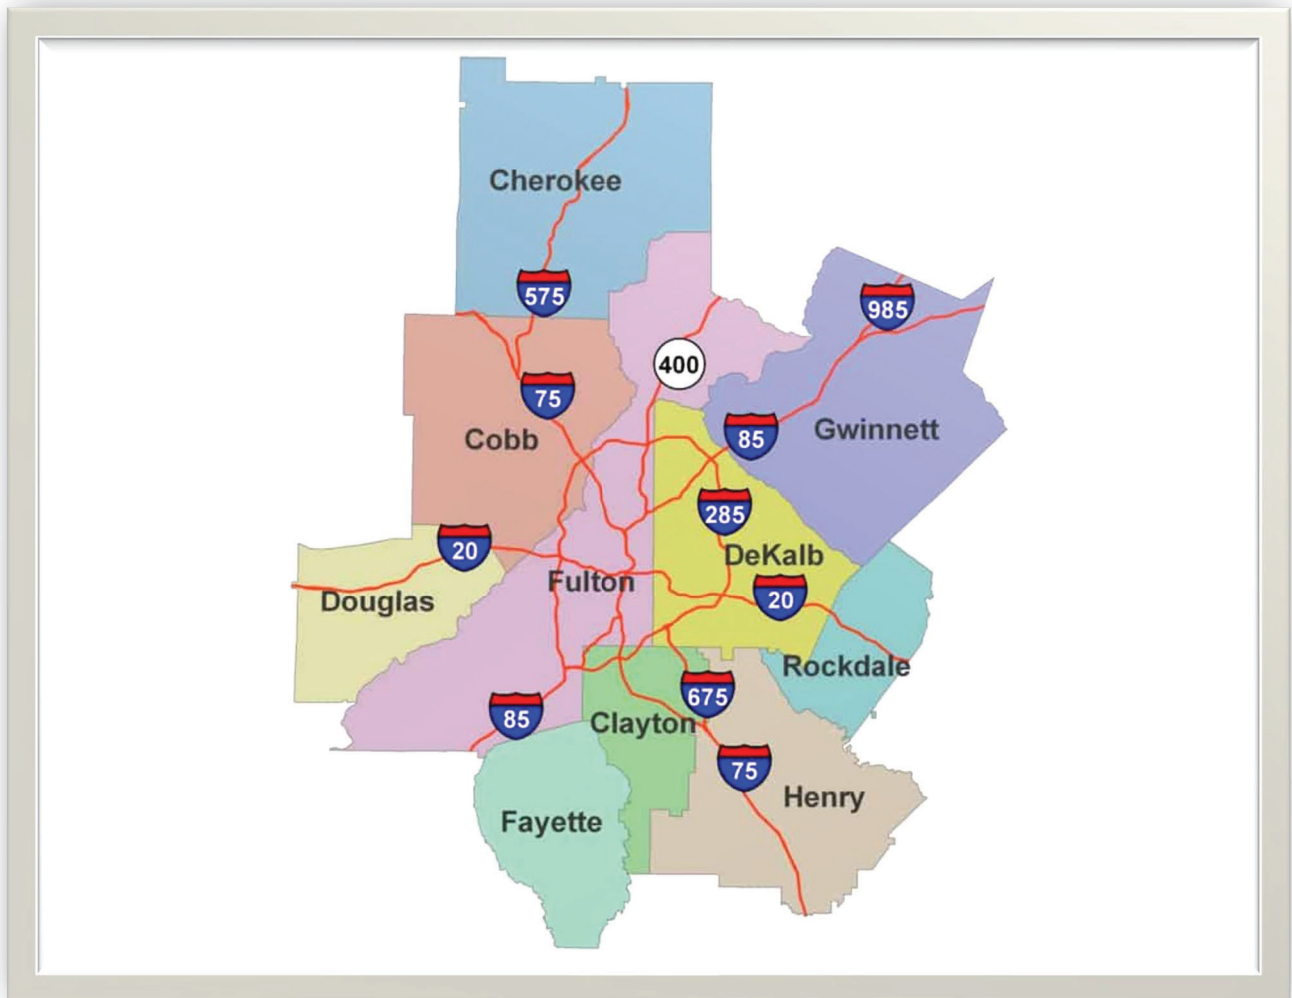 Cherokee
575
985
400
75
85
Gwinnett
Cobb
285
20
DeKalb
Fulton
20
Douglas
Rockdale
675
85
Clayton
75
Henry
Fayette